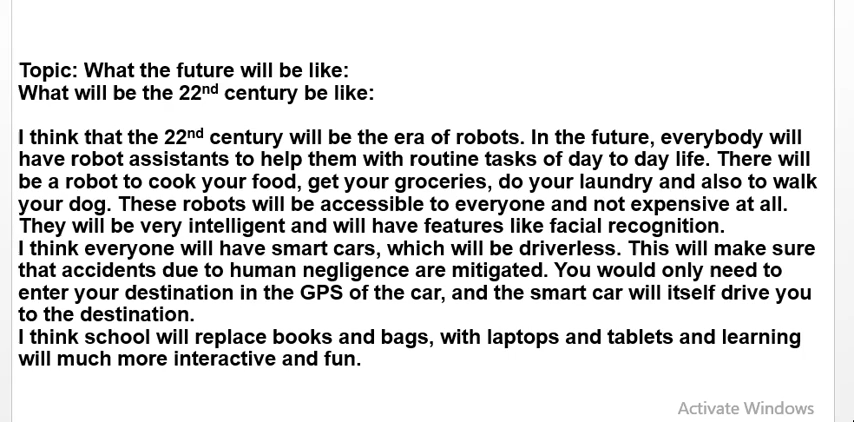 Topic: What the future will be like:
What will be the 22nd century be like:
I think that the 22nd century will be the era of robots. In the future, everybody will
have robot assistants to help them with routine tasks of day to day life. There will
be a robot to cook your food, get your groceries, do your laundry and also to walk
your dog. These robots will be accessible to everyone and not expensive at all.
They will be very intelligent and will have features like facial recognition.
I think everyone will have smart cars, which will be driverless. This will make sure
that accidents due to human negligence are mitigated. You would only need to
enter your destination in the GPS of the car, and the smart car will itself drive you
to the destination.
I think school will replace books and bags, with laptops and tablets and learning
will much more interactive and fun.
Activate Windows